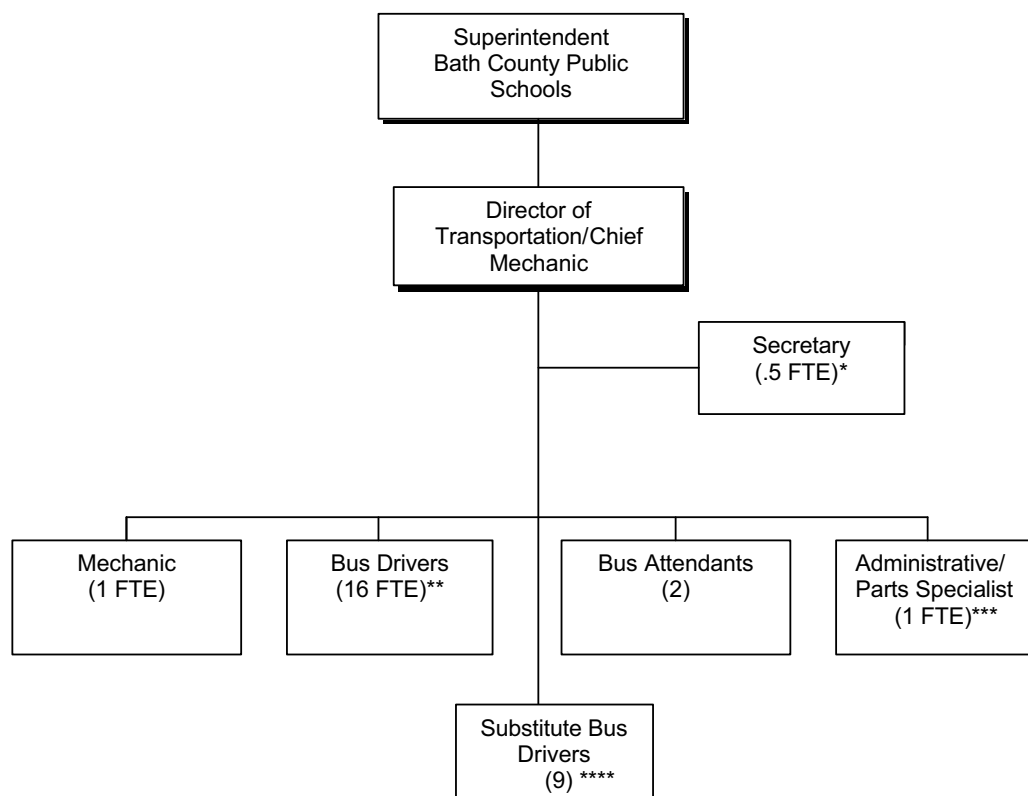 Superintendent
Bath County Public
Schools
Director of
Transportation/Chief
Mechanic
Secretary
(.5 FTE)*
Mechanic
(1 FTE)
Bus Drivers
(16 FTE)**
Bus Attendants
(2)
Administrative/
Parts Specialist
(1 FTE)***
Substitute Bus
Drivers
(9) ****